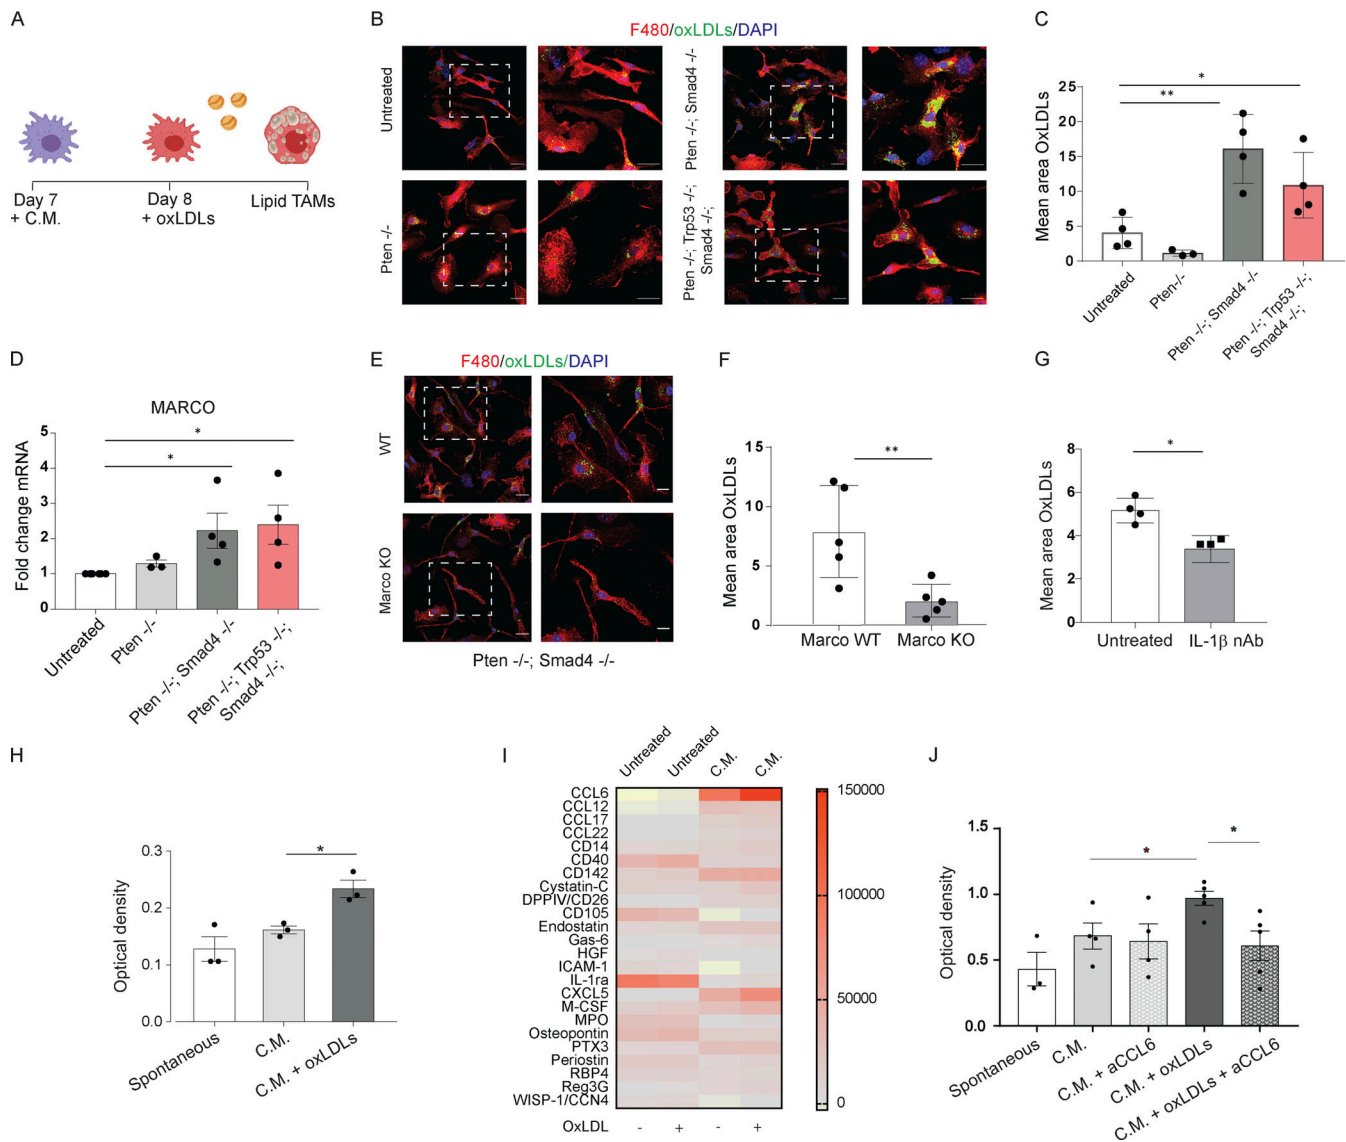 A
Day 7
+ C.M.
Day 8
+ oxLDLs
Lipid TAMs
B
F480/oxLDLs/DAPI
Untreated
Pten -/-
Pten -/-; Smad4 -/-
Pten -/-; Trp53 -/-;
Smad4 -/-;
C
Mean area OxLDLs
25
20
15
10
5
0
*
**
Untreated
Pten-/-
Pten -/-; Smad4 -/-
Pten -/-; Trp53 -/-;
Smad4 -/-;
D
MARCO
Fold change mRNA
5
4
3
2
1
0
*
*
Untreated
Pten -/-
Pten -/-; Smad4 -/-
Pten -/-; Trp53 -/-;
Smad4 -/-;
E
F480/oxLDLs/DAPI
WT
Marco KO
Pten -/-; Smad4 -/-
F
Mean area OxLDLs
15
10
5
0
**
Marco WT
Marco KO
G
Mean area OxLDLs
8
6
4
2
0
*
Untreated
IL-1β nAb
H
Optical density
0.3
0.2
0.1
0.0
*
Spontaneous
C.M.
C.M. + oxLDLs
I
Untreated
Untreated
C.M.
C.M.
CCL6
CCL12
CCL17
CCL22
CD14
CD40
CD142
Cystatin-C
DPPIV/CD26
CD105
Endostatin
Gas-6
HGF
ICAM-1
IL-1ra
CXCL5
M-CSF
MPO
Osteopontin
PTX3
Periostin
RBP4
Reg3G
WISP-1/CCN4
OxLDL - + - +
150000
100000
50000
0
J
Optical density
1.5
1.0
0.5
0.0
*
*
Spontaneous
C.M.
C.M. + aCCL6
C.M. + oxLDLs
C.M. + oxLDLs + aCCL6